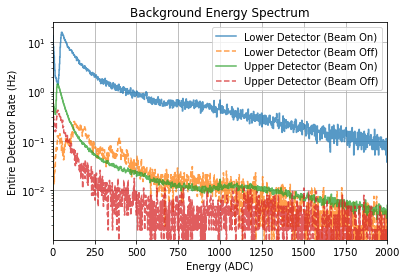 Background Energy Spectrum
Lower Detector (Beam On)
Lower Detector (Beam Off)
Upper Detector (Beam On)
Upper Detector (Beam Off)
Entire Detector Rate (Hz)
10¹
10⁰
10⁻¹
10⁻²
0 250 500 750 1000 1250 1500 1750 2000
Energy (ADC)